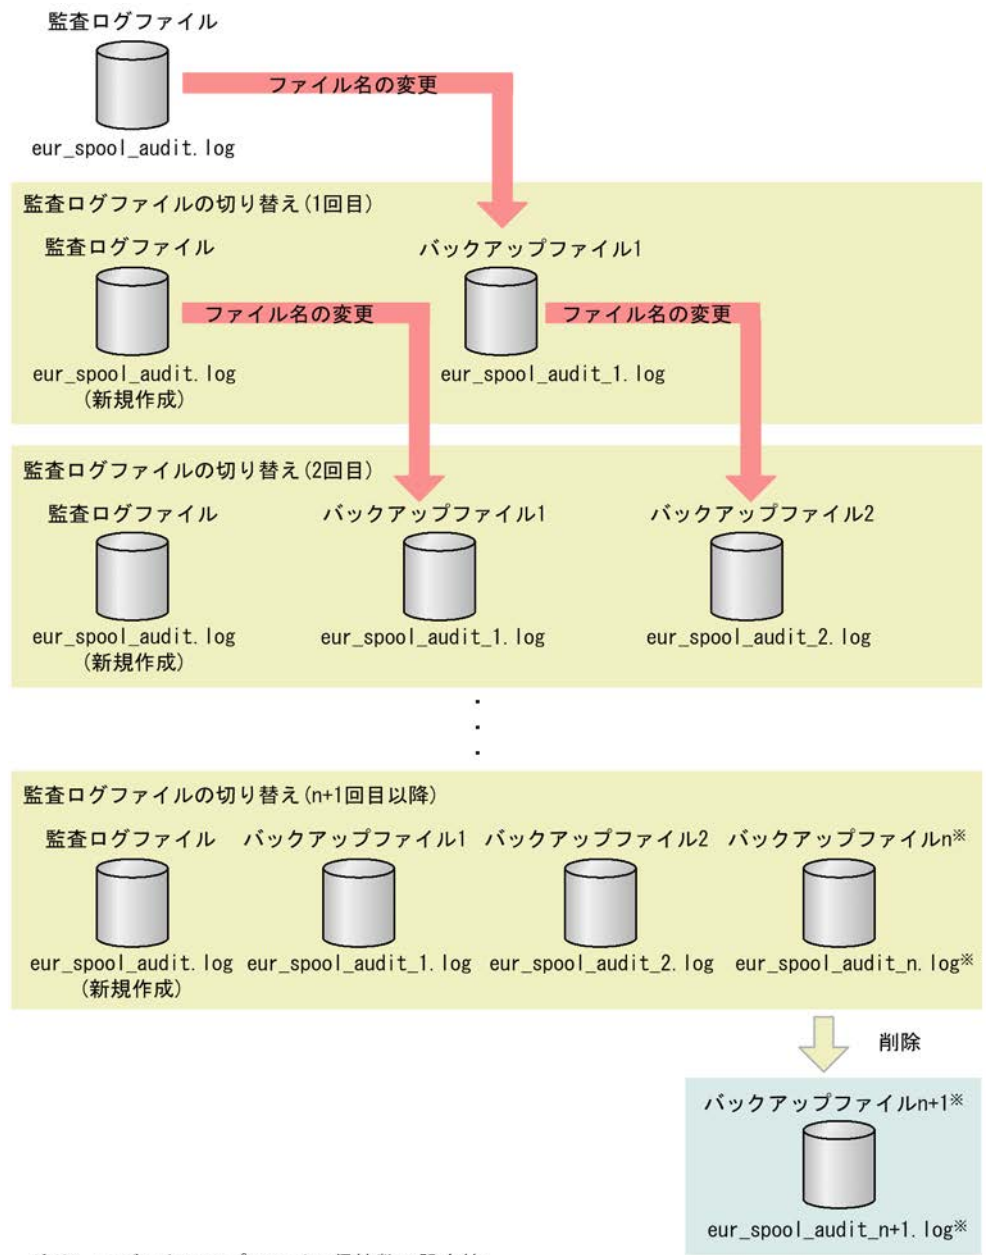 監査ログファイル
ファイル名の変更
eur_spool_audit.log
監査ログファイルの切り替え(1回目)
監査ログファイル
バックアップファイル1
ファイル名の変更
ファイル名の変更
eur_spool_audit.log
(新規作成)
eur_spool_audit_1.log
監査ログファイルの切り替え(2回目)
監査ログファイル
バックアップファイル1
バックアップファイル2
eur_spool_audit.log
(新規作成)
eur_spool_audit_1.log
eur_spool_audit_2.log
監査ログファイルの切り替え(n+1回目以降)
監査ログファイル
バックアップファイル1
バックアップファイル2
バックアップファイルn※
eur_spool_audit.log
(新規作成)
eur_spool_audit_1.log
eur_spool_audit_2.log
eur_spool_audit_n.log※
削除
バックアップファイルn+1※
eur_spool_audit_n+1.log※